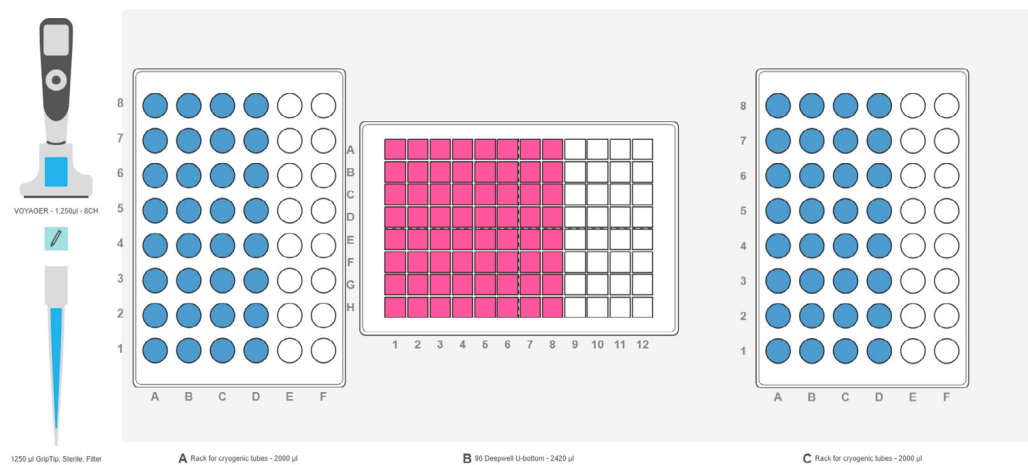 8
7
6
5
4
3
2
1
A B C D E F
VOYAGER - 1,250µl - 8CH
1250 µl GripTip, Sterile, Filter
A Rack for cryogenic tubes - 2000 µl
A
B
C
D
E
F
G
H
1 2 3 4 5 6 7 8 9 10 11 12
B 96 Deepwell U-bottom - 2420 µl
8
7
6
5
4
3
2
1
A B C D E F
C Rack for cryogenic tubes - 2000 µl